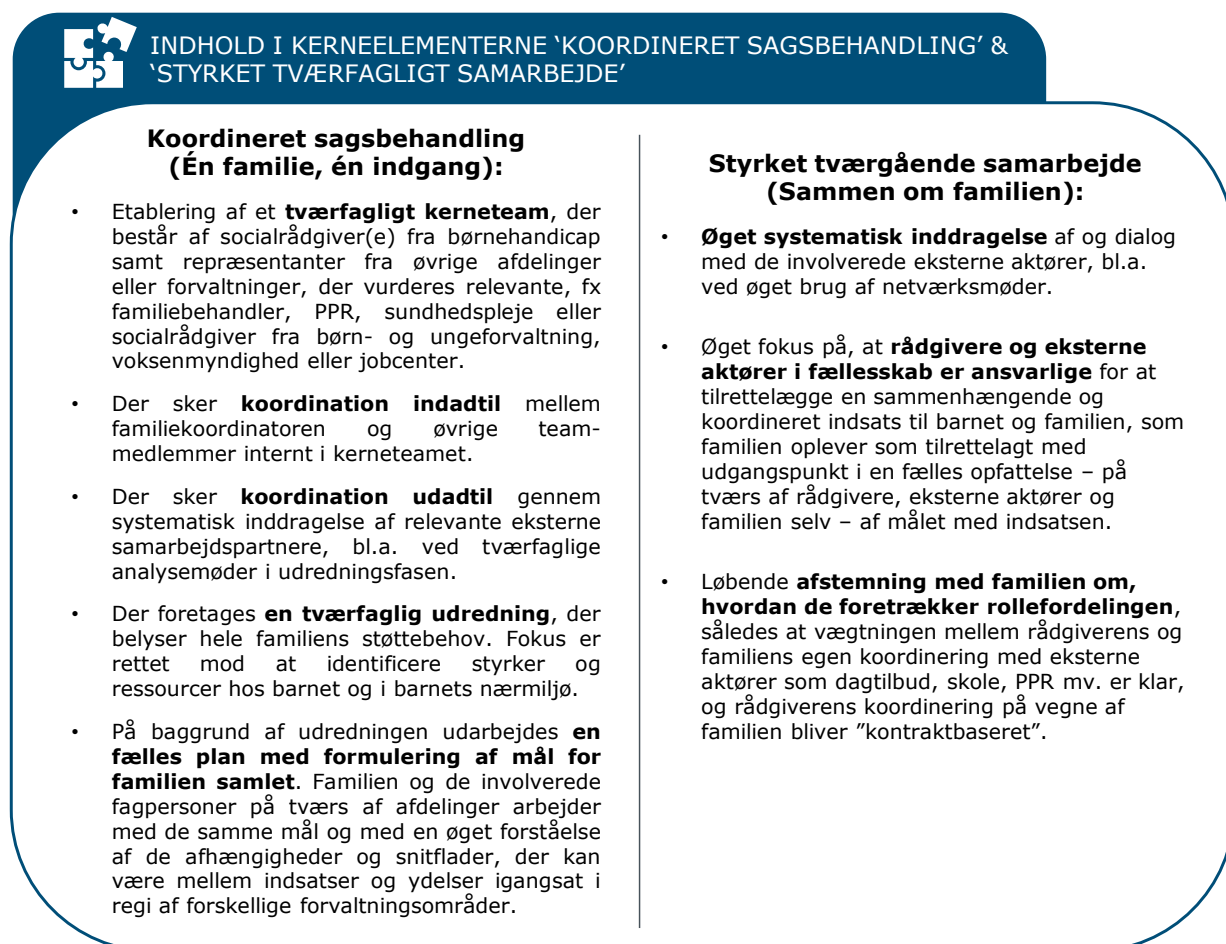 INDHOLD I KERNEELEMENTERNE ‘KOORDINERET SAGSBEHANDLING’ &
‘STYRKET TVÆRFAGLIGT SAMARBEJDE’
Koordineret sagsbehandling
(Én familie, én indgang):
• Etablering af et tværfagligt kerneteam, der
består af socialrådgiver(e) fra børnehandicap
samt repræsentanter fra øvrige afdelinger
eller forvaltninger, der vurderes relevante, fx
familiebehandler, PPR, sundhedspleje eller
socialrådgiver fra børn- og ungeforvaltning,
voksenmyndighed eller jobcenter.
• Der sker koordination indadtil mellem
familiekoordinatoren og øvrige team-
medlemmer internt i kerneteamet.
• Der sker koordination udadtil gennem
systematisk inddragelse af relevante eksterne
samarbejdspartnere, bl.a. ved tværfaglige
analysemøder i udredningsfasen.
• Der foretages en tværfaglig udredning, der
belyser hele familiens støttebehov. Fokus er
rettet mod at identificere styrker og
ressourcer hos barnet og i barnets nærmiljø.
• På baggrund af udredningen udarbejdes en
fælles plan med formulering af mål for
familien samlet. Familien og de involverede
fagpersoner på tværs af afdelinger arbejder
med de samme mål og med en øget forståelse
af de afhængigheder og snitflader, der kan
være mellem indsatser og ydelser igangsat i
regi af forskellige forvaltningsområder.
Styrket tværgående samarbejde
(Sammen om familien):
• Øget systematisk inddragelse af og dialog
med de involverede eksterne aktører, bl.a.
ved øget brug af netværksmøder.
• Øget fokus på, at rådgivere og eksterne
aktører i fællesskab er ansvarlige for at
tilrettelægge en sammenhængende og
koordineret indsats til barnet og familien, som
familien oplever som tilrettelagt med
udgangspunkt i en fælles opfattelse – på
tværs af rådgivere, eksterne aktører og
familien selv – af målet med indsatsen.
• Løbende afstemning med familien om,
hvordan de foretrækker rollefordelingen,
således at vægtningen mellem rådgiverens og
familiens egen koordinering med eksterne
aktører som dagtilbud, skole, PPR mv. er klar,
og rådgiverens koordinering på vegne af
familien bliver ”kontraktbaseret”.